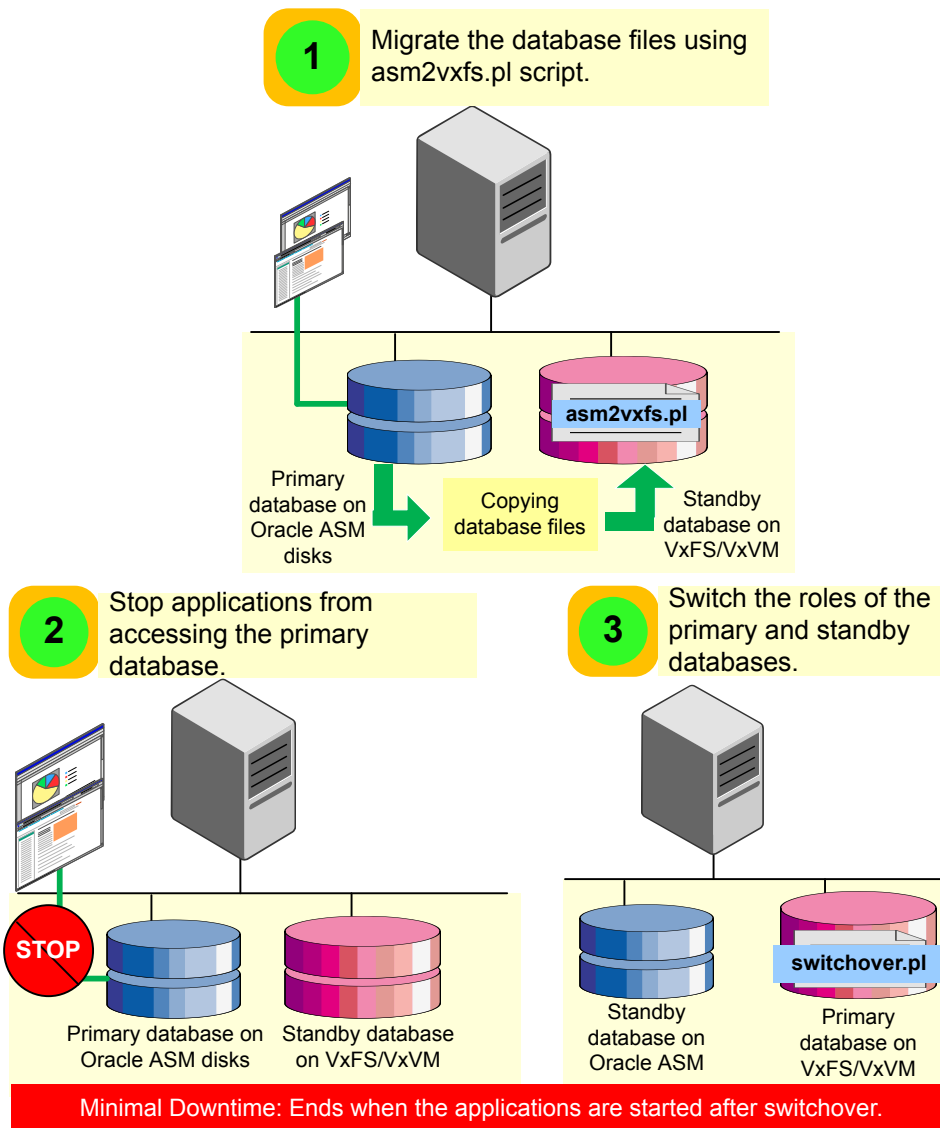 1
Migrate the database files using
asm2vxfs.pl script.
asm2vxfs.pl
Primary
database on
Oracle ASM
disks
Copying
database files
Standby
database on
VxFS/VxVM
2
Stop applications from
accessing the primary
database.
STOP
Primary database on
Oracle ASM disks
Standby database
on VxFS/VxVM
3
Switch the roles of the
primary and standby
databases.
switchover.pl
Standby
database on
Oracle ASM
Primary
database on
VxFS/VxVM
Minimal Downtime: Ends when the applications are started after switchover.